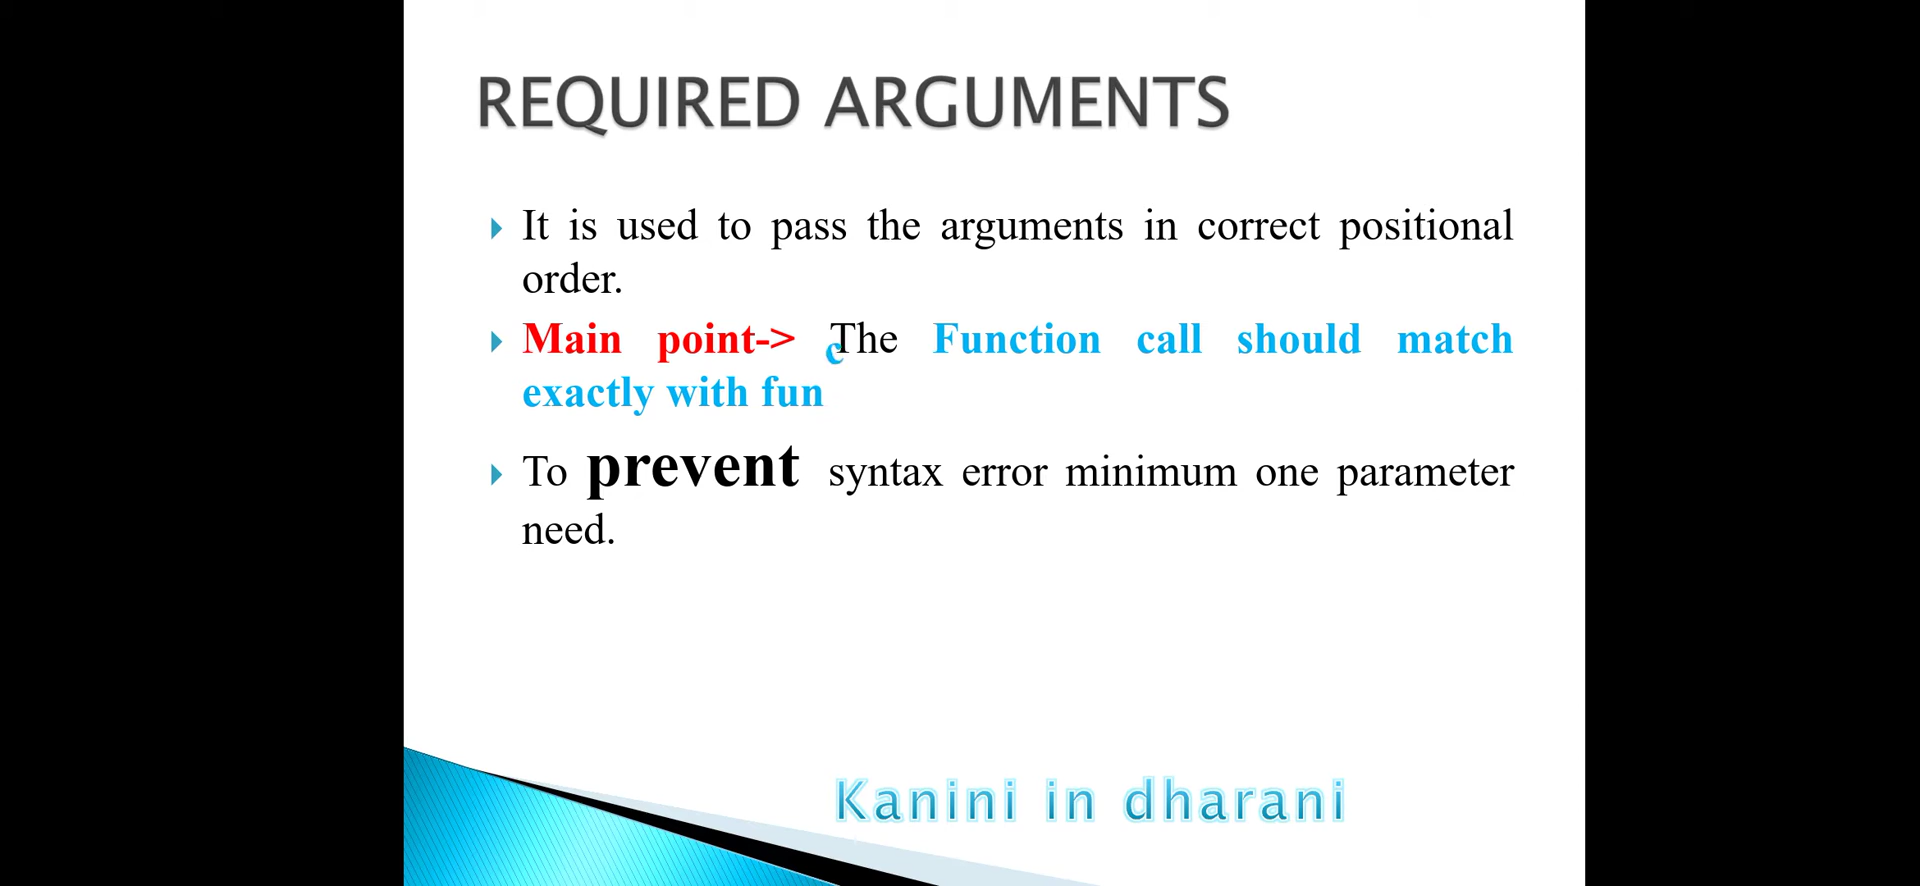 REQUIRED ARGUMENTS
It is used to pass the arguments in correct positional
order.
Main point-> The Function call should match
exactly with fun
c
To prevent syntax error minimum one parameter
need.
Kanini in dharani